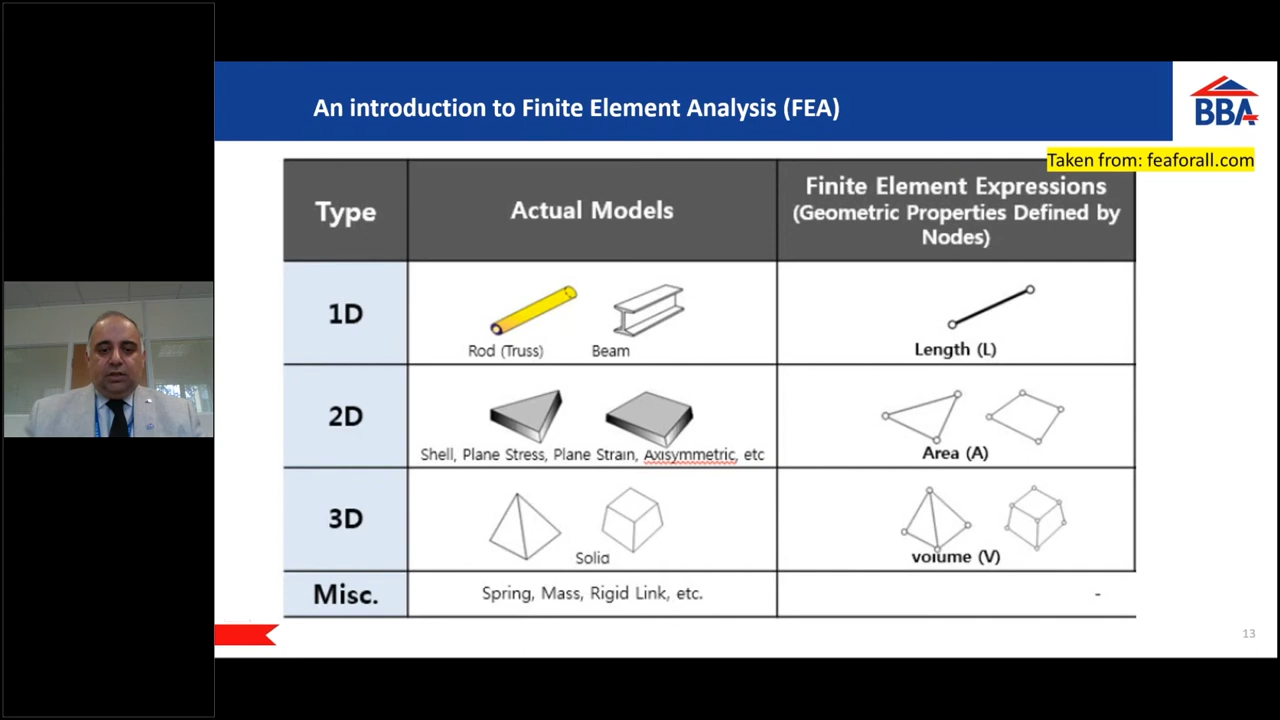 An introduction to Finite Element Analysis (FEA)
BBA
Taken from: feaforall.com
Type
Actual Models
Finite Element Expressions
(Geometric Properties Defined by
Nodes)
1D
Rod (Truss)
Beam
Length (L)
2D
Shell, Plane Stress, Plane Strain, Axisymmetric, etc
Area (A)
3D
Solid
volume (V)
Misc.
Spring, Mass, Rigid Link, etc.
-
13